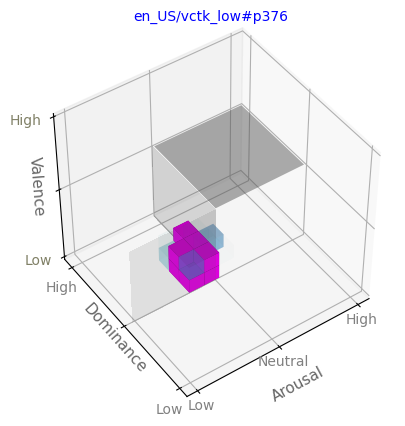 en_US/vctk_low#p376
High
Valence
Low
High
Dominance
Low
Low
Neutral
Arousal
High